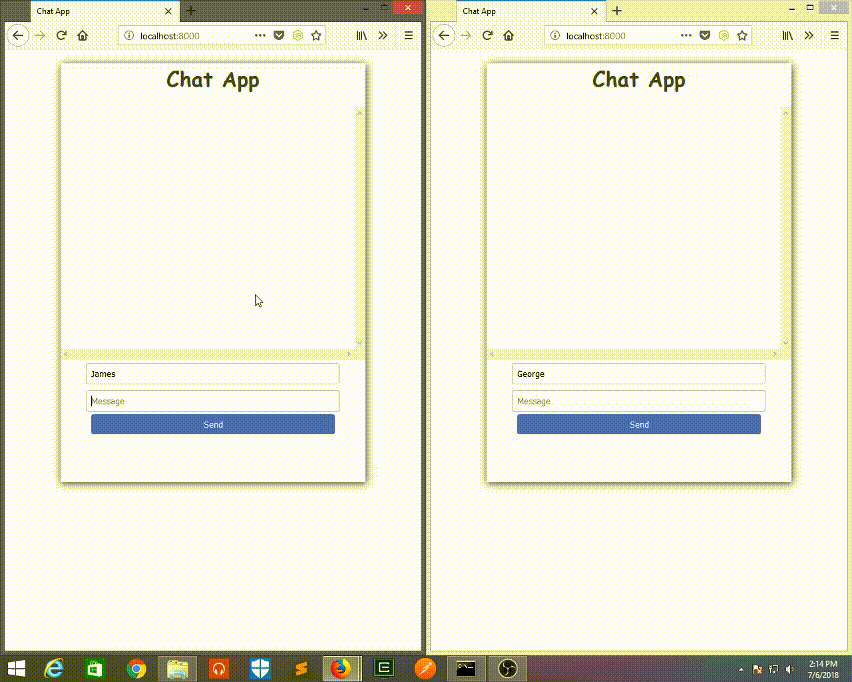 Chat App
localhost:8000
Chat App
James
Message
Send
Chat App
localhost:8000
Chat App
George
Message
Send
2:14 PM
7/6/2018